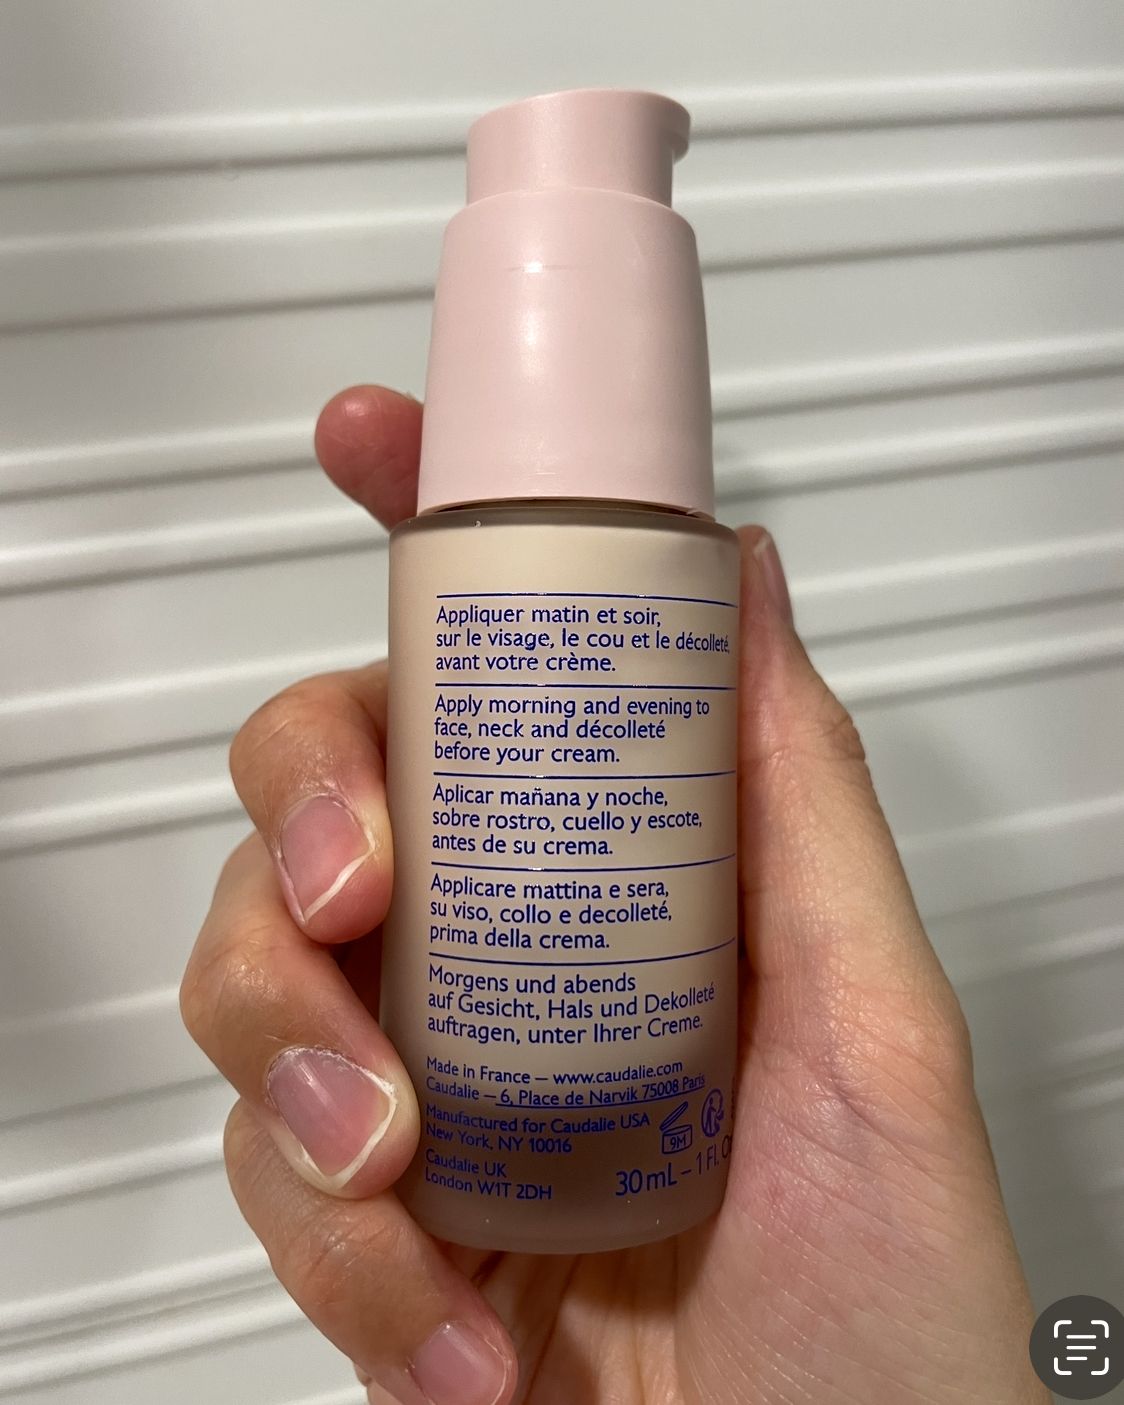 Appliquer matin et soir,
sur le visage, le cou et le décolleté,
avant votre crème.
Apply morning and evening to
face, neck and décolleté
before your cream.
Aplicar mañana y noche,
sobre rostro, cuello y escote,
antes de su crema.
Applicare mattina e sera,
su viso, collo e decolleté,
prima della crema.
Morgens und abends
auf Gesicht, Hals und Dekolleté
auftragen, unter Ihrer Creme.
Made in France – www.caudalie.com
Caudalie – 6, Place de Narvik 75008 Paris
Manufactured for Caudalie USA
New York, NY 10016
9M
Caudalie UK
London W1T 2DH
30 mL – 1 Fl.